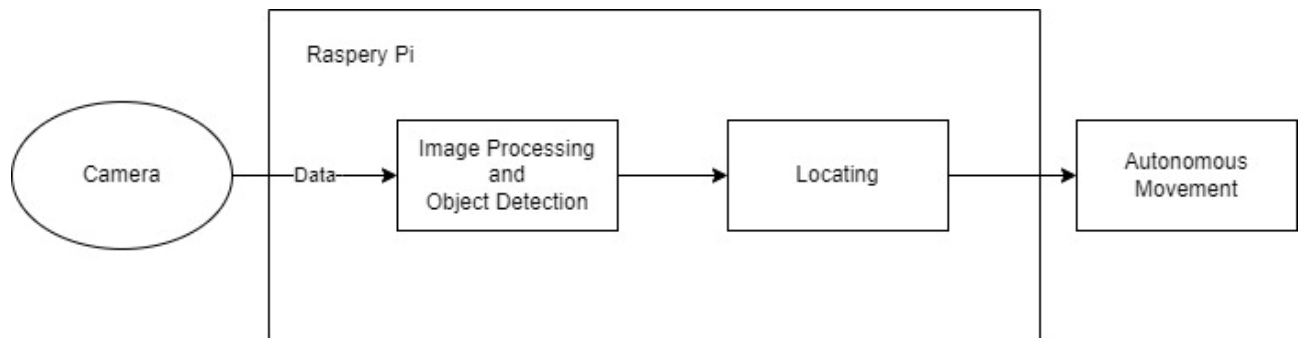 Raspery Pi
Camera
Data
Image Processing
and
Object Detection
Locating
Autonomous
Movement